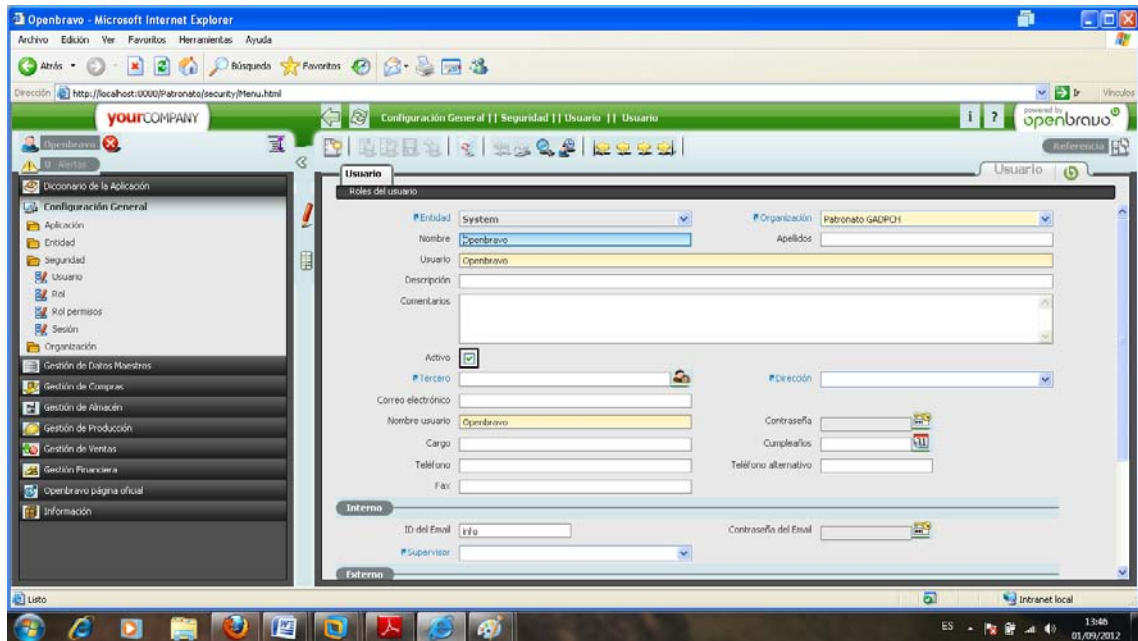 Openbravo - Microsoft Internet Explorer
Archivo Edición Ver Favoritos Herramientas Ayuda
Atrás Búsqueda Favoritos
Dirección http://localhost:0000/Patronato/security/Menu.html Ir Vínculos
yourCOMPANY
Configuración General || Seguridad || Usuario || Usuario
i ?
powered by
openbravo
Openbravo
0 Alertas
Referencia
Usuario
Usuario
Roles del usuario
Diccionario de la Aplicación
Configuración General
Aplicación
Entidad
Seguridad
Usuario
Rol
Rol permisos
Sesión
Organización
Gestión de Datos Maestros
Gestión de Compras
Gestión de Almacén
Gestión de Producción
Gestión de Ventas
Gestión Financiera
Openbravo página oficial
Información
Entidad System Organización Patronato GADPCH
Nombre Openbravo Apellidos
Usuario Openbravo
Descripción
Comentarios
Activo
Tercero Dirección
Correo electrónico
Nombre usuario Openbravo Contraseña
Cargo Cumpleaños
Teléfono Teléfono alternativo
Fax
Interno
ID del Email info Contraseña del Email
Supervisor
Externo
Listo Intranet local
ES 13:46
01/09/2012